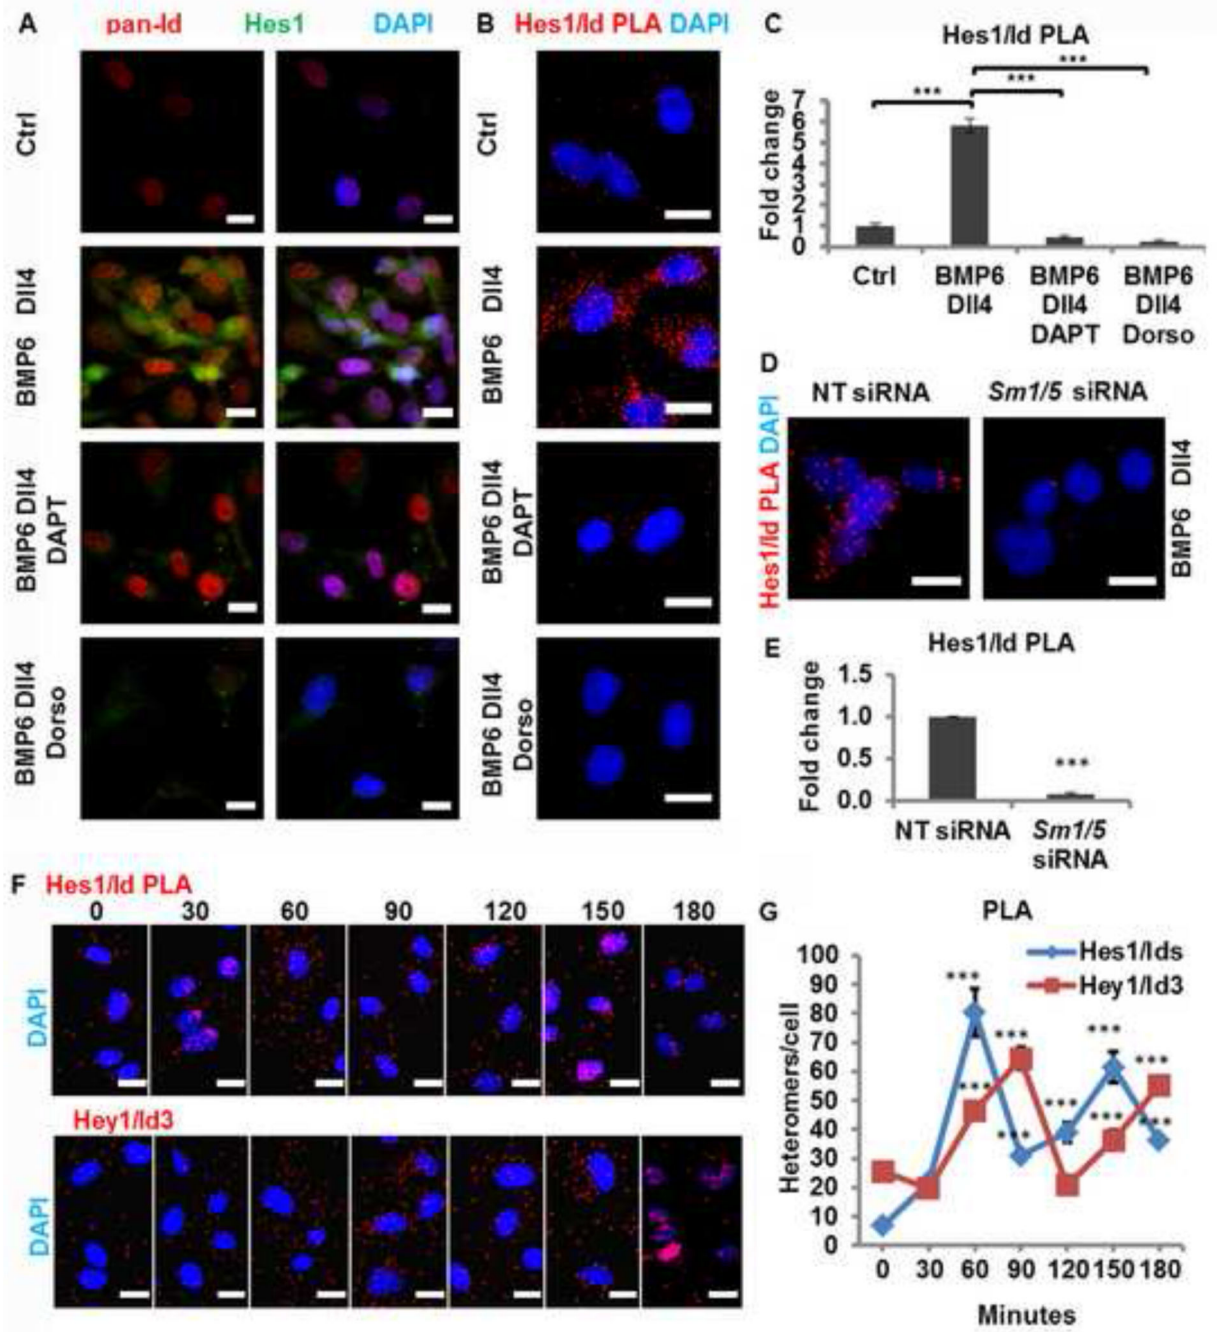 A pan-Id Hes1 DAPI
Ctrl
BMP6 Dll4
BMP6 Dll4
DAPT
BMP6 Dll4
Dorso
B Hes1/Id PLA DAPI
Ctrl
BMP6 Dll4
BMP6 Dll4
DAPT
BMP6 Dll4
Dorso
C
Hes1/Id PLA
***
***
***
Fold change
7
6
5
4
3
2
1
0
Ctrl BMP6 BMP6 BMP6
Dll4 Dll4 Dll4
DAPT Dorso
D
NT siRNA Sm1/5 siRNA
Hes1/Id PLA DAPI
BMP6 Dll4
E
Hes1/Id PLA
Fold change
1.5
1.0
0.5
0.0
***
NT siRNA Sm1/5
siRNA
F Hes1/Id PLA
0 30 60 90 120 150 180
DAPI
Hey1/Id3
DAPI
G
PLA
Hes1/Ids
Hey1/Id3
Heteromers/cell
100
90
80
70
60
50
40
30
20
10
0
***
***
***
***
***
***
***
***
***
0 30 60 90 120 150 180
Minutes